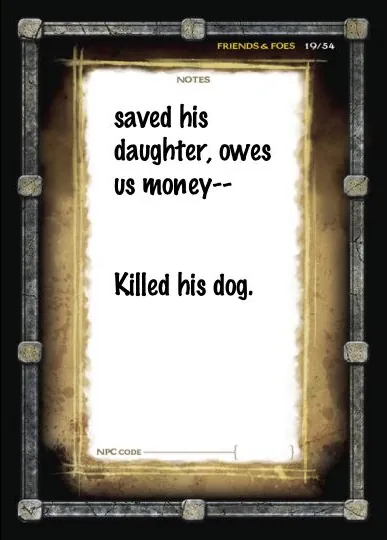 FRIENDS & FOES 19/54
NOTES
saved his
daughter, owes
us money--
Killed his dog.
NPC CODE